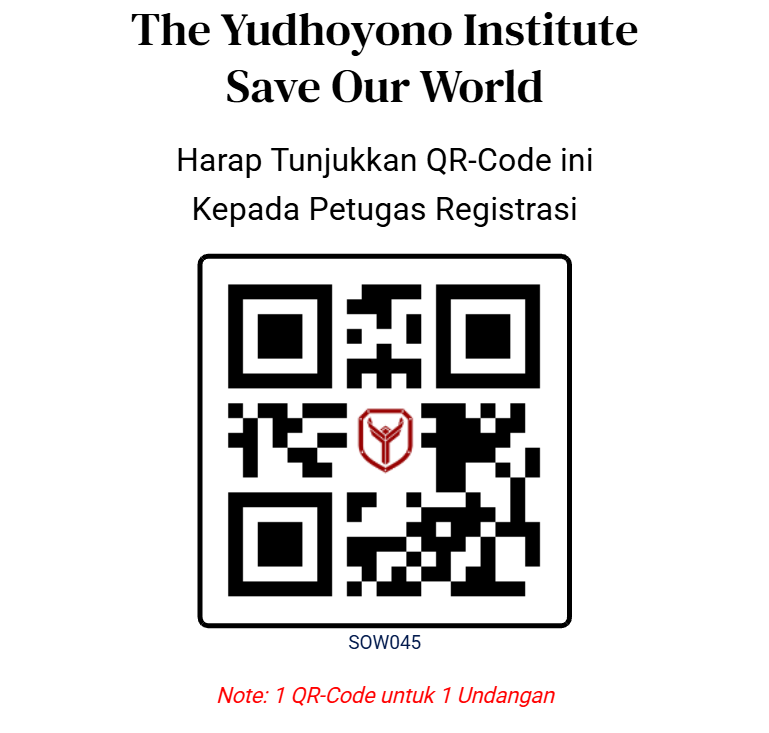 The Yudhoyono Institute
Save Our World
Harap Tunjukkan QR-Code ini
Kepada Petugas Registrasi
SOW045
Note: 1 QR-Code untuk 1 Undangan